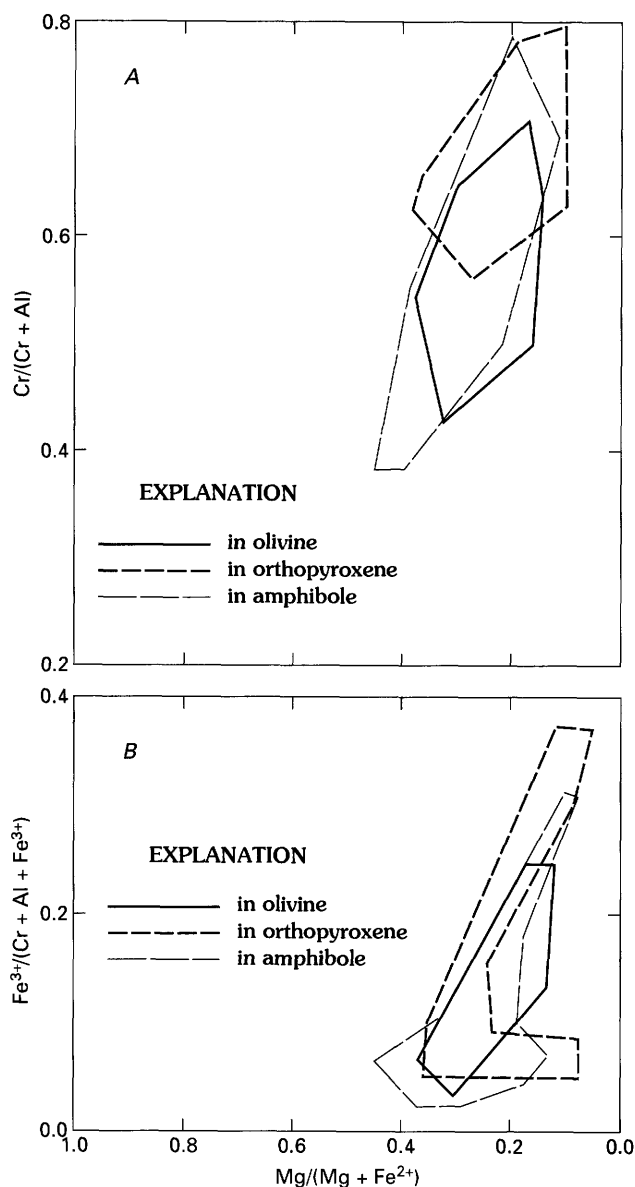 0.8
A
0.6
Cr/(Cr + Al)
0.4
EXPLANATION
in olivine
in orthopyroxene
in amphibole
0.2
0.4
B
EXPLANATION
0.2
in olivine
in orthopyroxene
in amphibole
Fe³⁺/(Cr + Al + Fe³⁺)
0.0
1.0 0.8 0.6 0.4 0.2 0.0
Mg/(Mg + Fe²⁺)